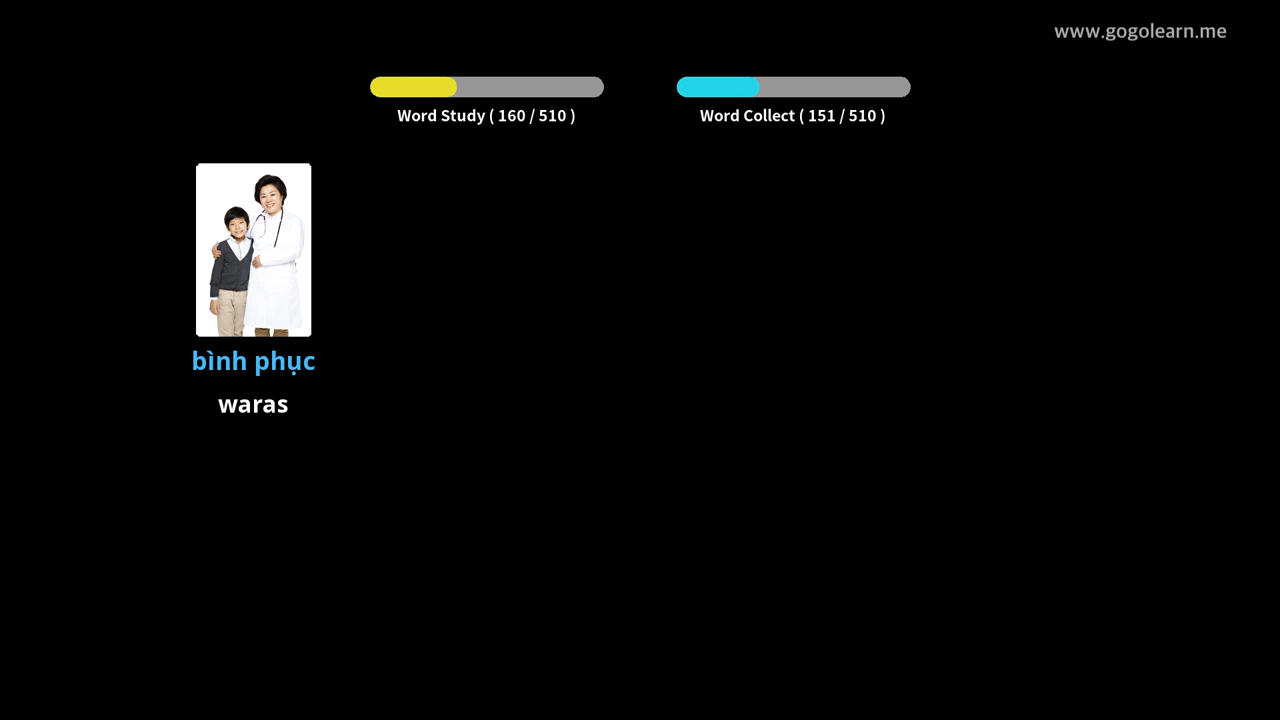 www.gogolearn.me
Word Study ( 160 / 510 )
Word Collect ( 151 / 510 )
bình phục
waras